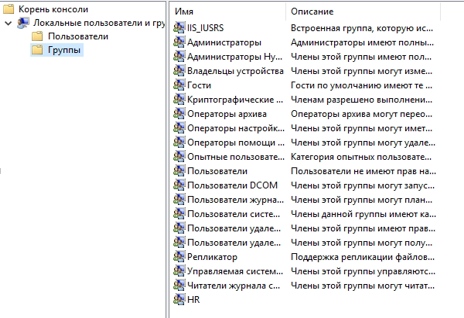 Корень консоли
Локальные пользователи и гру
Пользователи
Группы
Имя Описание
IIS_IUSRS Встроенная группа, которую ис...
Администраторы Администраторы имеют полны...
Администраторы Hy... Члены этой группы имеют пол...
Владельцы устройства Члены этой группы могут изме...
Гости Гости по умолчанию имеют те ...
Криптографические ... Членам разрешено выполнени...
Операторы архива Операторы архива могут перео...
Операторы настройк... Члены этой группы могут имет...
Операторы помощи ... Члены этой группы могут удале...
Опытные пользовате... Категория опытных пользовате...
Пользователи Пользователи не имеют прав на...
Пользователи DCOM Члены этой группы могут запус...
Пользователи журна... Члены этой группы могут план...
Пользователи систе... Члены данной группы имеют ка...
Пользователи удале... Члены этой группы имеют прав...
Пользователи удале... Члены этой группы могут полу...
Репликатор Поддержка репликации файлов...
Управляемая систем... Члены этой группы управляютс...
Читатели журнала с... Члены этой группы могут читат...
HR